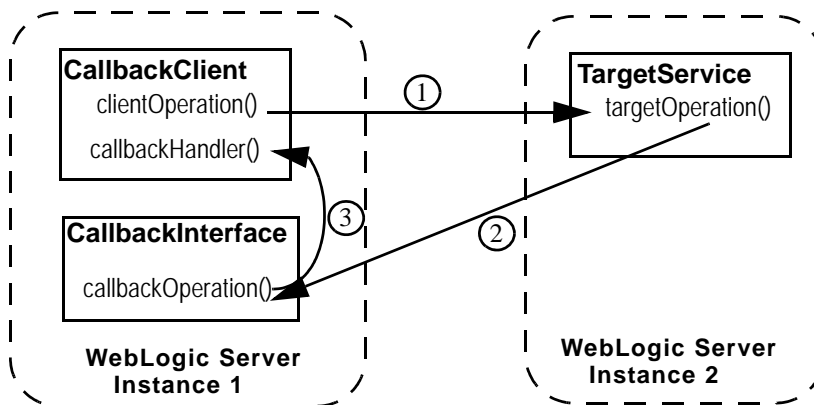 CallbackClient
clientOperation()
callbackHandler()
1
TargetService
targetOperation()
3
2
CallbackInterface
callbackOperation()
WebLogic Server
Instance 1
WebLogic Server
Instance 2